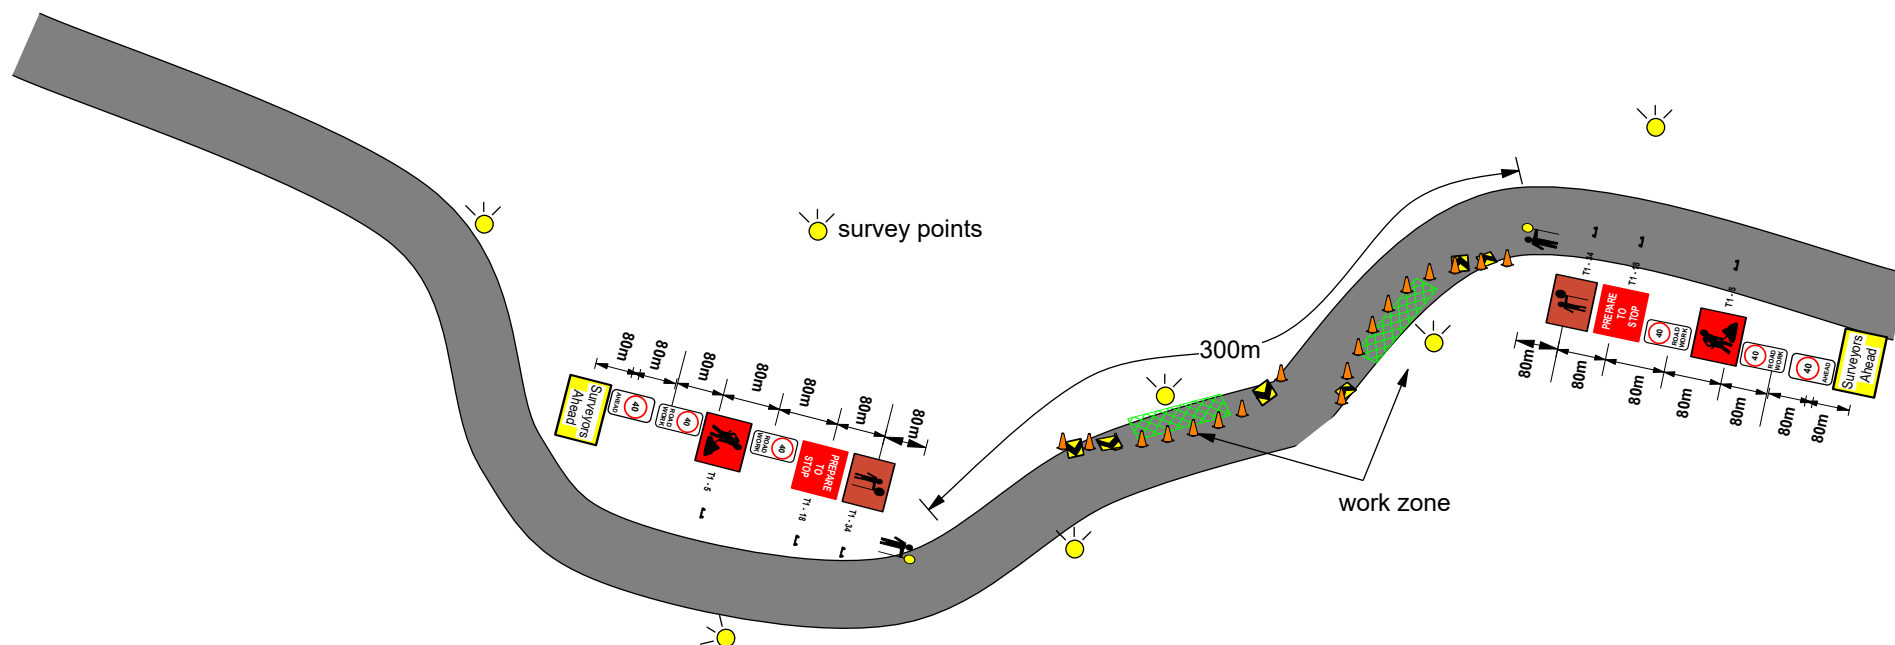 survey points
300m
work zone
80m
80m
80m
80m
80m
80m
80m
Surveyors
Ahead
40
AHEAD
40
ROAD
WORK
T1 - 5
40
ROAD
WORK
PREPARE
TO
STOP
T1 - 18
T1 - 34
T1 - 34
T1 - 18
PREPARE
TO
STOP
40
ROAD
WORK
T1 - 5
40
ROAD
WORK
40
AHEAD
Surveyors
Ahead
80m
80m
80m
80m
80m
80m
80m